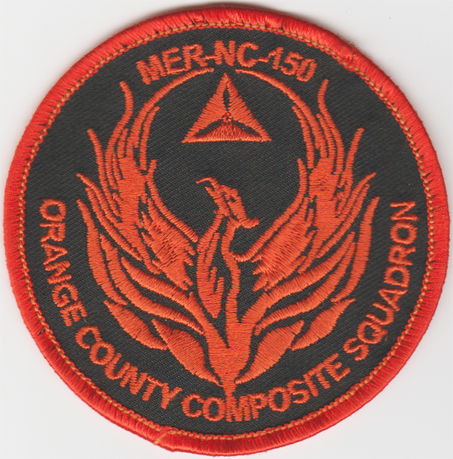 MER-NC-150
ORANGE COUNTY COMPOSITE SQUADRON